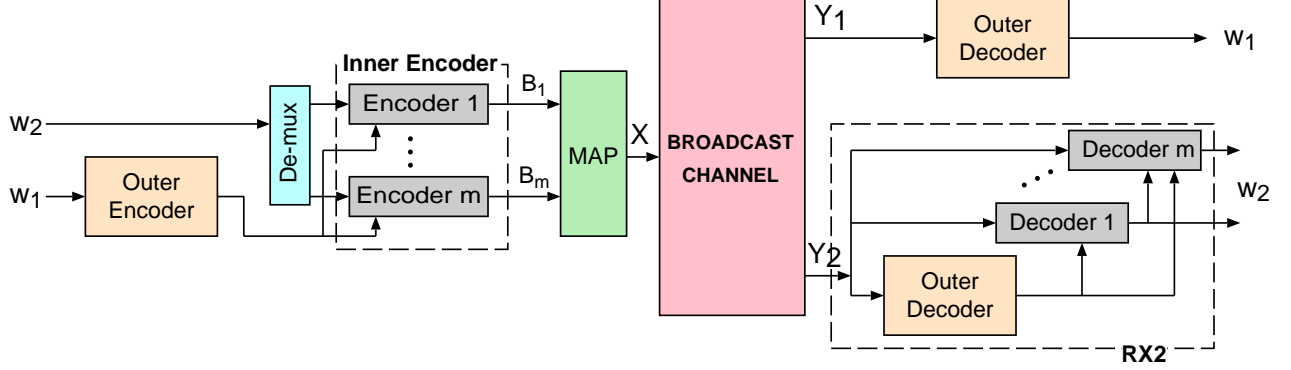 w2
w1
Outer
Encoder
De-mux
Inner Encoder
Encoder 1
Encoder m
B1
Bm
MAP
X
BROADCAST
CHANNEL
Y1
Outer
Decoder
w1
Y2
Decoder m
Decoder 1
Outer
Decoder
w2
RX2